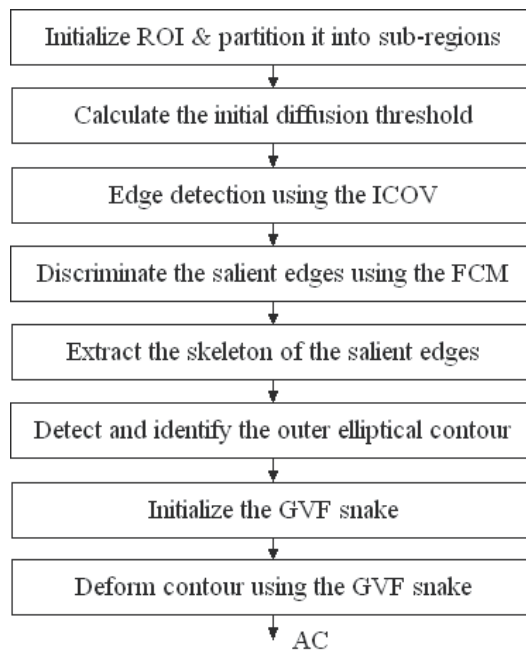 Initialize ROI & partition it into sub-regions
Calculate the initial diffusion threshold
Edge detection using the ICOV
Discriminate the salient edges using the FCM
Extract the skeleton of the salient edges
Detect and identify the outer elliptical contour
Initialize the GVF snake
Deform contour using the GVF snake
AC